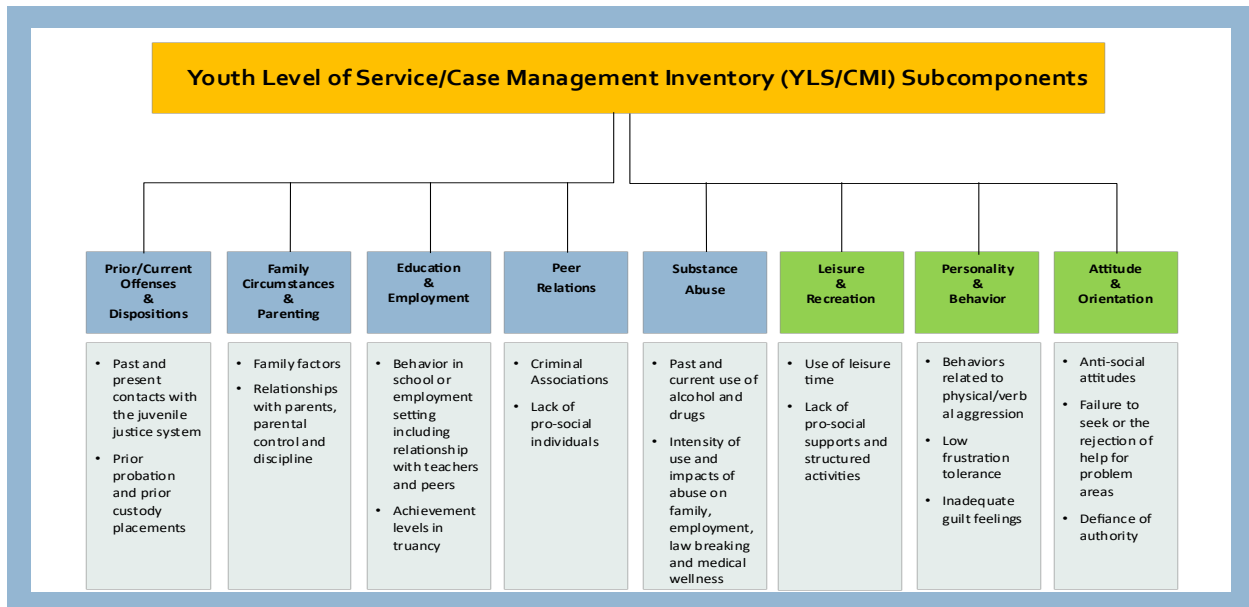 Youth Level of Service/Case Management Inventory (YLS/CMI) Subcomponents
Prior/Current
Offenses
&
Dispositions
Family
Circumstances
&
Parenting
Education
&
Employment
Peer
Relations
Substance
Abuse
Leisure
&
Recreation
Personality
&
Behavior
Attitude
&
Orientation
• Past and
present
contacts with
the juvenile
justice system
• Prior
probation
and prior
custody
placements
• Family factors
• Relationships
with parents,
parental
control and
discipline
• Behavior in
school or
employment
setting
including
relationship
with teachers
and peers
• Achievement
levels in
truancy
• Criminal
Associations
• Lack of
pro-social
individuals
• Past and
current use of
alcohol and
drugs
• Intensity of
use and
impacts of
abuse on
family,
employment,
law breaking
and medical
wellness
• Use of leisure
time
• Lack of
pro-social
supports and
structured
activities
• Behaviors
related to
physical/verb
al aggression
• Low
frustration
tolerance
• Inadequate
guilt feelings
• Anti-social
attitudes
• Failure to
seek or the
rejection of
help for
problem
areas
• Defiance of
authority